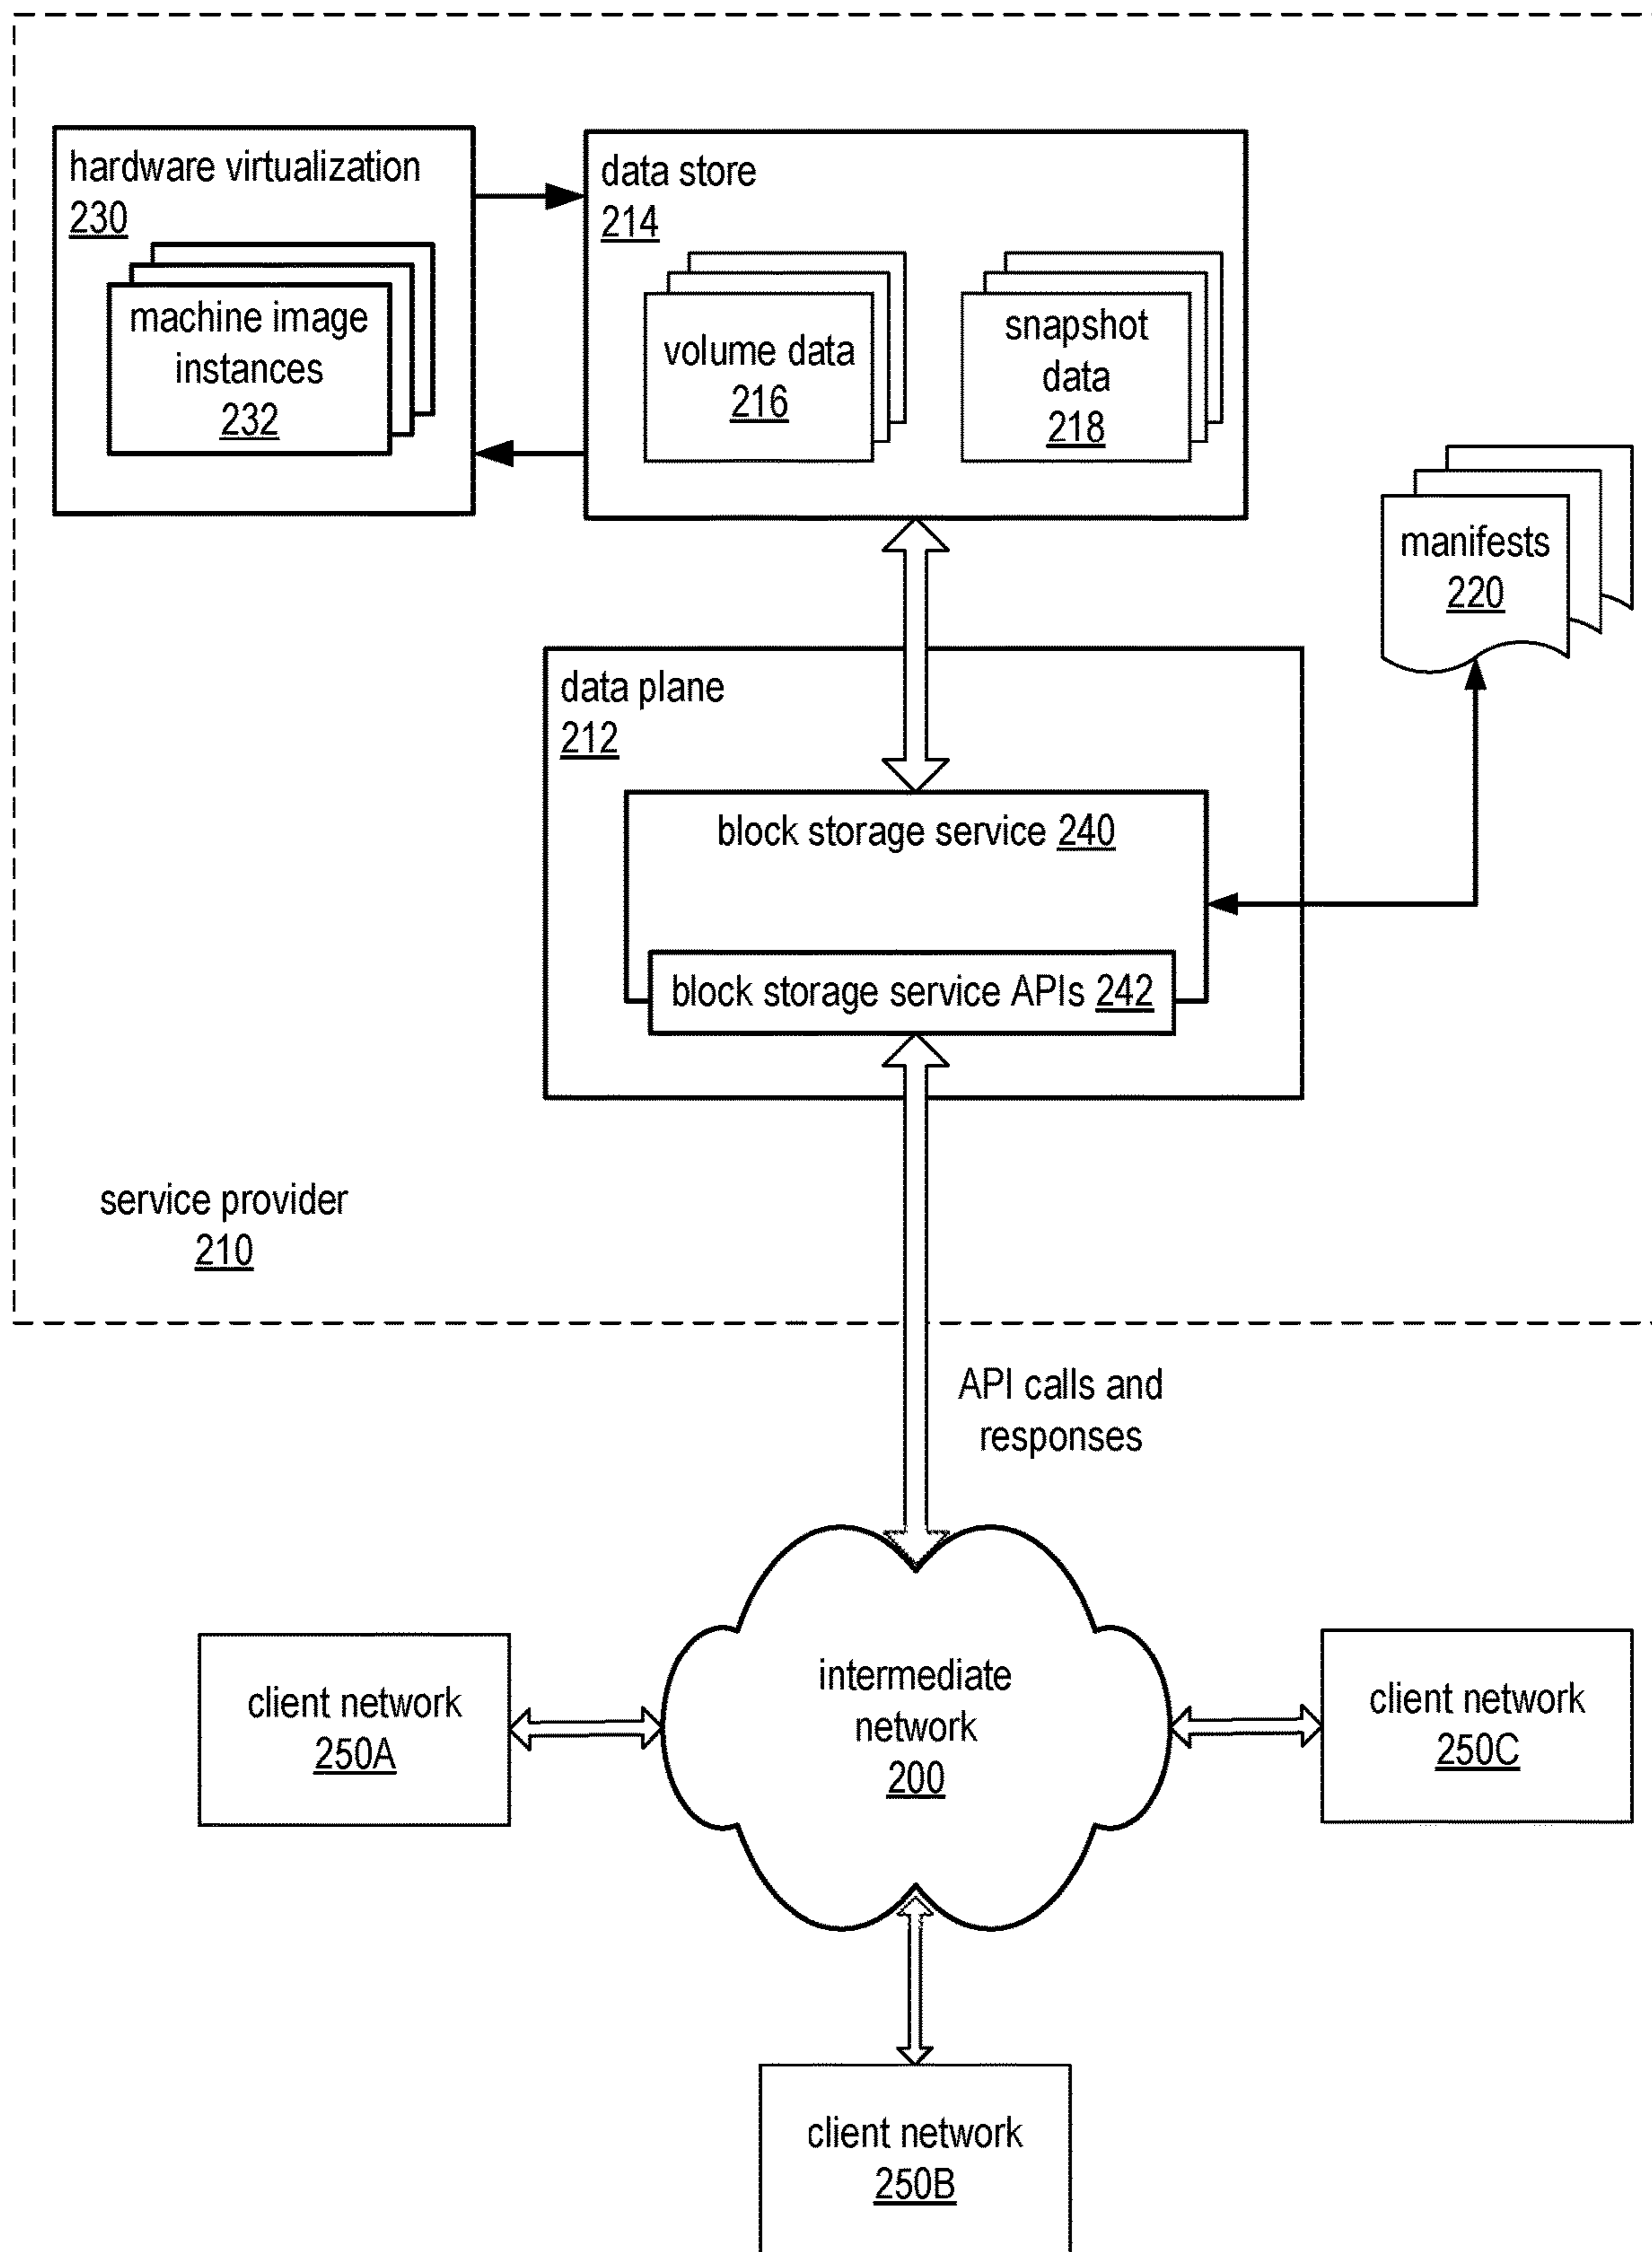 hardware virtualization
230
machine image
instances
232
data store
214
volume data
216
snapshot
data
218
manifests
220
data plane
212
block storage service 240
block storage service APIs 242
service provider
210
API calls and
responses
intermediate
network
200
client network
250A
client network
250C
client network
250B